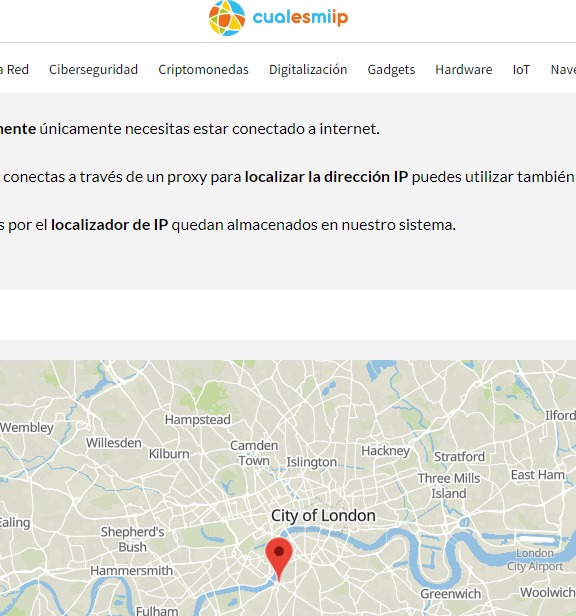 cualesmiip
a Red Ciberseguridad Criptomonedas Digitalización Gadgets Hardware IoT Nave
mente únicamente necesitas estar conectado a internet.
conectas a través de un proxy para localizar la dirección IP puedes utilizar también
s por el localizador de IP quedan almacenados en nuestro sistema.
Hampstead
Ilford
Wembley
Willesden
Camden
Town
Kilburn
Islington
Hackney
Stratford
Three Mills
Island
East Ham
City of London
Ealing
Shepherd's
Bush
London
City Airport
Hammersmith
Greenwich
Woolwich
Fulham